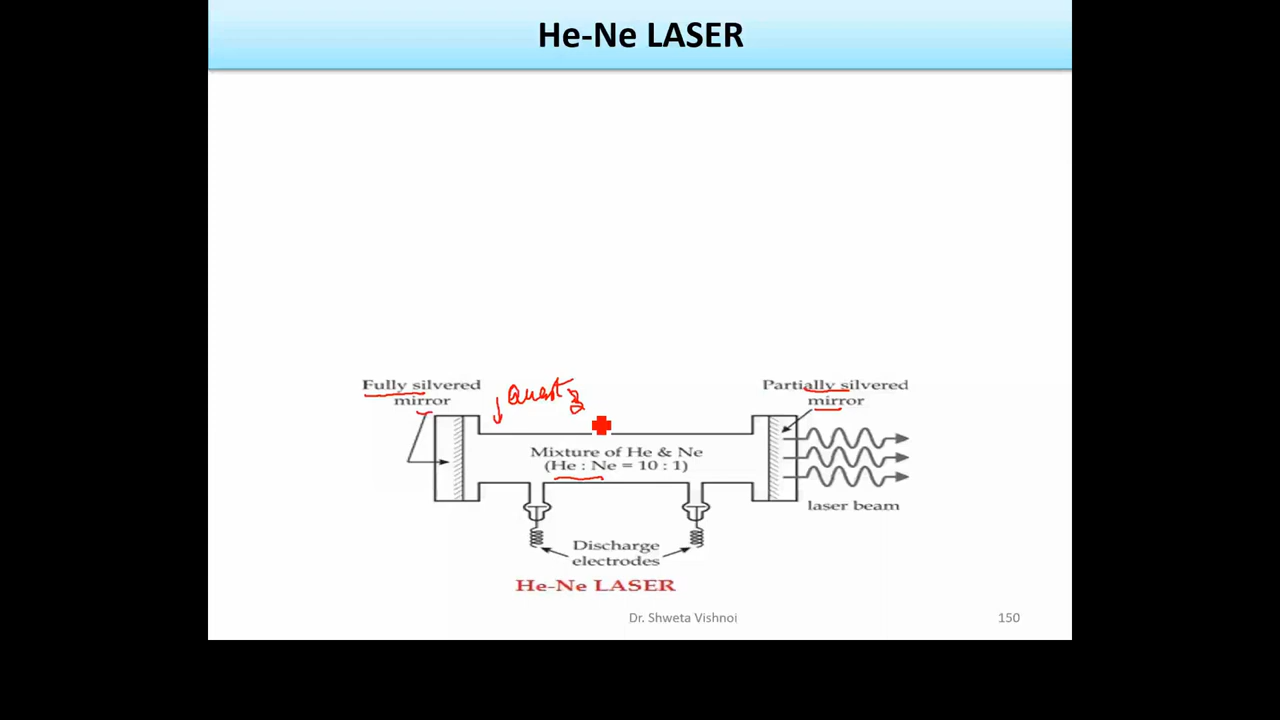 He-Ne LASER
Fully silvered
mirror
Quartz
Partially silvered
mirror
Mixture of He & Ne
(He : Ne = 10 : 1)
laser beam
Discharge
electrodes
He-Ne LASER
Dr. Shweta Vishnoi
150